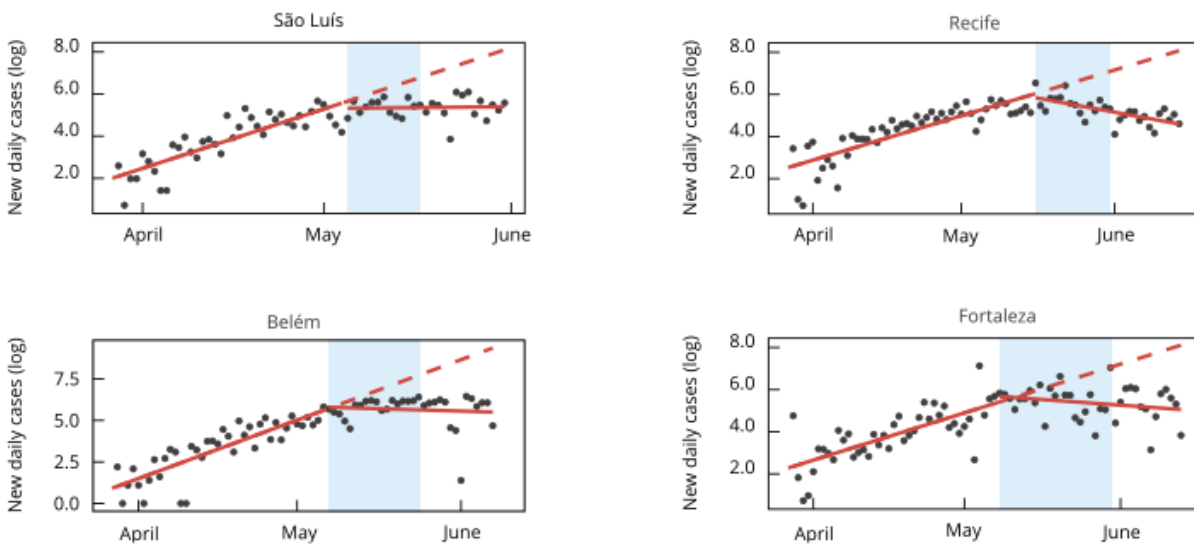 São Luís
New daily cases (log)
8.0
6.0
4.0
2.0
April May June
Recife
New daily cases (log)
8.0
6.0
4.0
2.0
April May June
Belém
New daily cases (log)
7.5
5.0
2.5
0.0
April May June
Fortaleza
New daily cases (log)
8.0
6.0
4.0
2.0
April May June